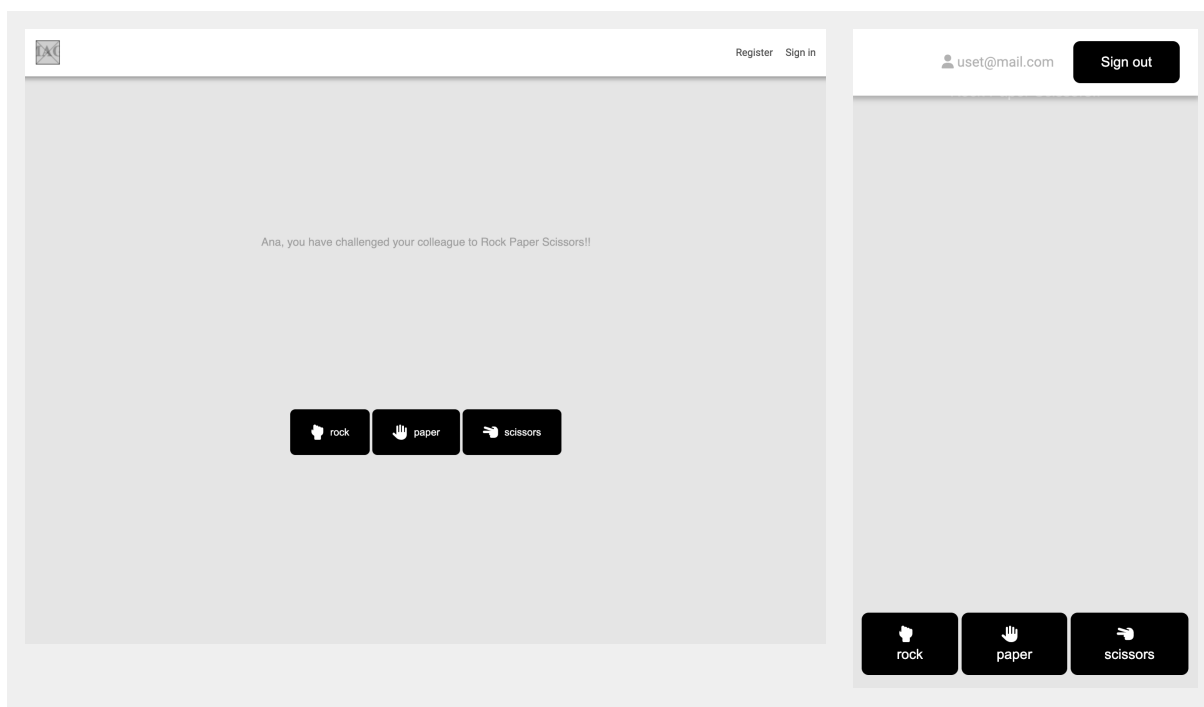 Register Sign in
Ana, you have challenged your colleague to Rock Paper Scissors!!
rock paper scissors
uset@mail.com Sign out
rock paper scissors